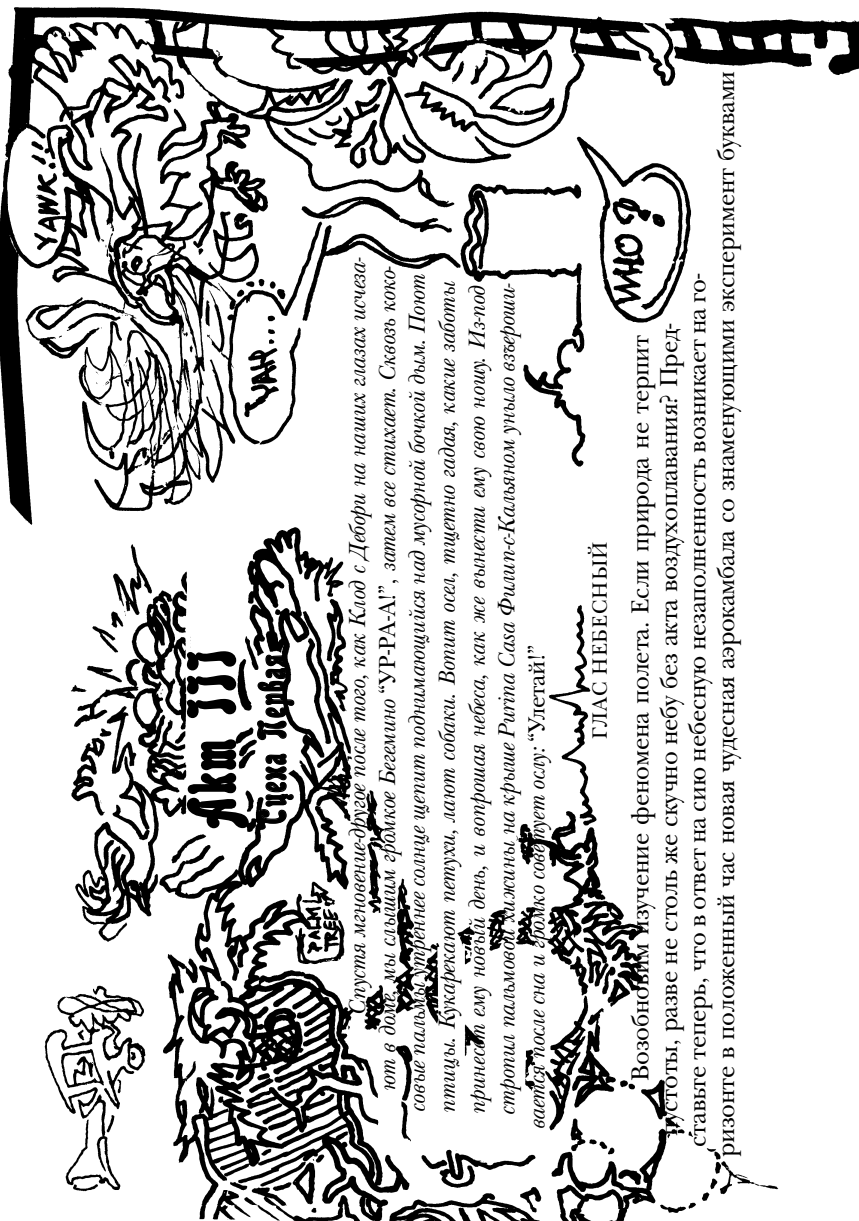 YAWK!!!
YAR...
WHO?
PALM TREE
Акт III
Сцена Первая
Спустя мгновение-другое после того, как Клод с Дебори на наших глазах исчеза-
ют в доме, мы слышим громкое Бегемино “УР-РА-А!”, затем все стихает. Сквозь коко-
совые пальмы утреннее солнце щепит поднимающийся над мусорной бочкой дым. Поют
птицы. Кукарекают петухи, лают собаки. Вопит осел, тщетно гадая, какие заботы
принесет ему новый день, и вопрошая небеса, как же вынести ему свою ношу. Из-под
стропил пальмовой хижины на крыше Purina Casa Филип-с-Кальяном уныло взъероши-
вается после сна и громко советует ослу: “Улетай!”
ГЛАС НЕБЕСНЫЙ
Возобновим изучение феномена полета. Если природа не терпит
пустоты, разве не столь же скучно небу без акта воздухоплавания? Пред-
ставьте теперь, что в ответ на сию небесную незаполненность возникает на го-
ризонте в положенный час новая чудесная аэрокамбала со знаменующими эксперимент буквами